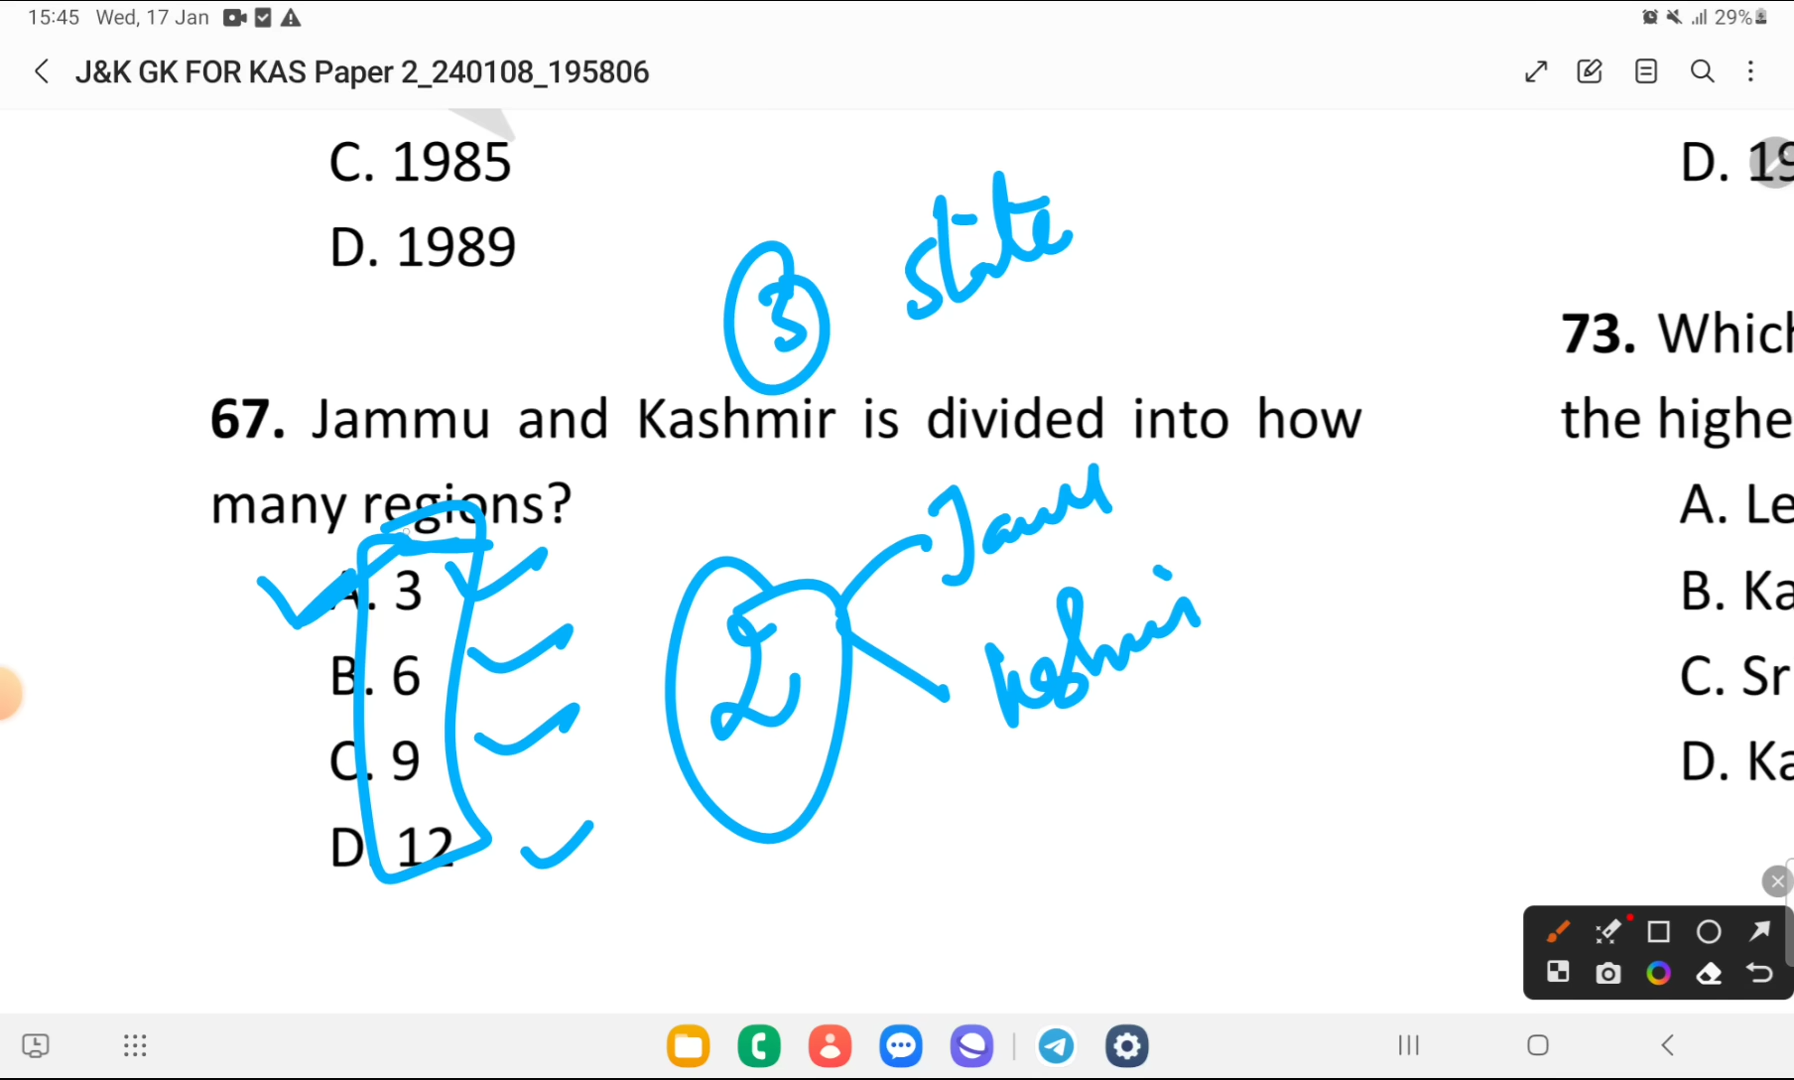 15:45 Wed, 17 Jan
29%
J&K GK FOR KAS Paper 2_240108_195806
C. 1985
D. 1989
3 state
67. Jammu and Kashmir is divided into how
many regions?
A. 3
B. 6
C. 9
D. 12
2
Jammu
Kashmir
D. 19
73. Which
the highe
A. Le
B. Ka
C. Sr
D. Ka